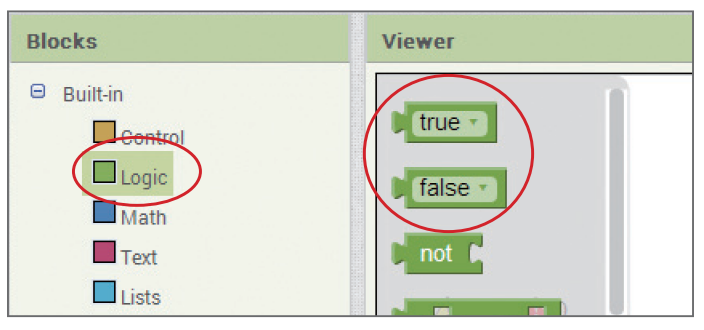 Blocks
Built-in
Control
Logic
Math
Text
Lists
Viewer
true
false
not